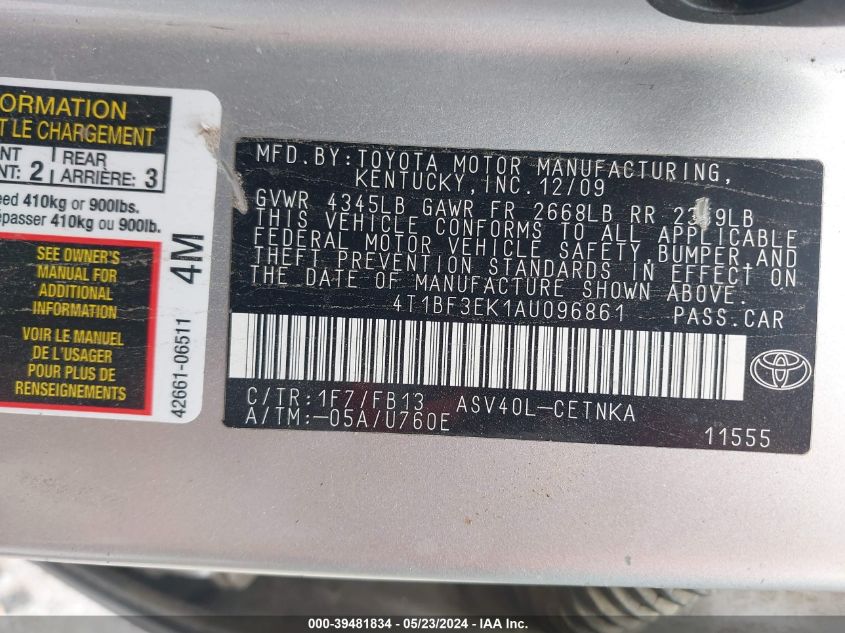 ORMATION
T LE CHARGEMENT
NT
NT: 2
REAR
ARRIÈRE: 3
eed 410kg or 900lbs.
épasser 410kg ou 900lb.
SEE OWNER'S
MANUAL FOR
ADDITIONAL
INFORMATION
VOIR LE MANUEL
DE L'USAGER
POUR PLUS DE
RENSEIGNEMENTS
42661-06511 4M
MFD.BY:TOYOTA MOTOR MANUFACTURING,
KENTUCKY,INC.12/09
GVWR 4345LB GAWR FR 2668LB RR
THIS VEHICLE CONFORMS TO ALL APPLICABLE
FEDERAL MOTOR VEHICLE SAFETY,BUMPER,AND
THEFT PREVENTION STANDARDS IN EFFECT ON
THE DATE OF MANUFACTURE SHOWN ABOVE.
4T1BF3EK1AU096861 PASS.CAR
C/TR:1F7/FB13 ASV40L-CETNKA
A/TM:-05A/U760E
11555
000-39481834 - 05/23/2024 - IAA Inc.